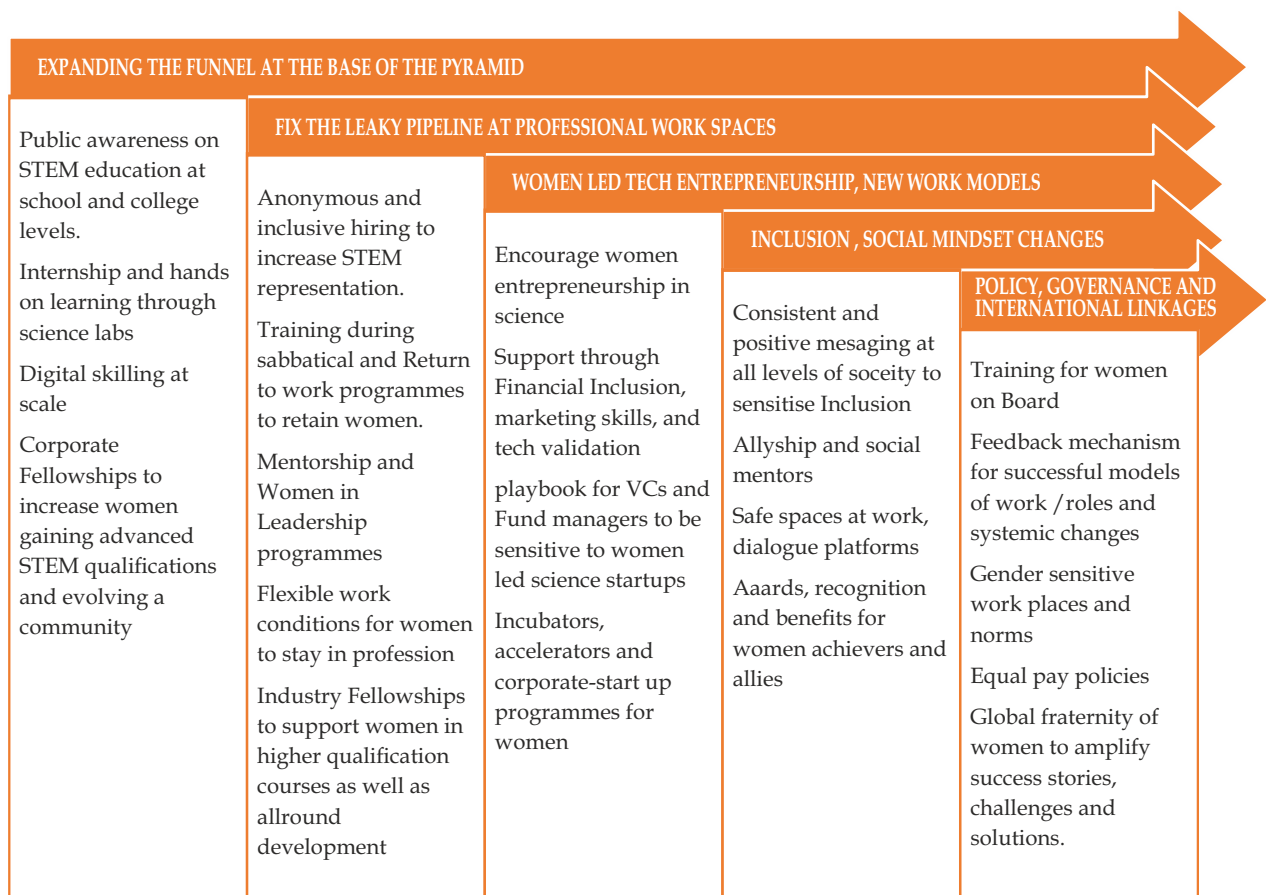 EXPANDING THE FUNNEL AT THE BASE OF THE PYRAMID
Public awareness on
STEM education at
school and college
levels.
Internship and hands
on learning through
science labs
Digital skilling at
scale
Corporate
Fellowships to
increase women
gaining advanced
STEM qualifications
and evolving a
community
FIX THE LEAKY PIPELINE AT PROFESSIONAL WORK SPACES
Anonymous and
inclusive hiring to
increase STEM
representation.
Training during
sabbatical and Return
to work programmes
to retain women.
Mentorship and
Women in
Leadership
programmes
Flexible work
conditions for women
to stay in profession
Industry Fellowships
to support women in
higher qualification
courses as well as
allround
development
WOMEN LED TECH ENTREPRENEURSHIP, NEW WORK MODELS
Encourage women
entrepreneurship in
science
Support through
Financial Inclusion,
marketing skills, and
tech validation
playbook for VCs and
Fund managers to be
sensitive to women
led science startups
Incubators,
accelerators and
corporate-start up
programmes for
women
INCLUSION , SOCIAL MINDSET CHANGES
Consistent and
positive mesaging at
all levels of soceity to
sensitise Inclusion
Allyship and social
mentors
Safe spaces at work,
dialogue platforms
Aaards, recognition
and benefits for
women achievers and
allies
POLICY, GOVERNANCE AND
INTERNATIONAL LINKAGES
Training for women
on Board
Feedback mechanism
for successful models
of work /roles and
systemic changes
Gender sensitive
work places and
norms
Equal pay policies
Global fraternity of
women to amplify
success stories,
challenges and
solutions.